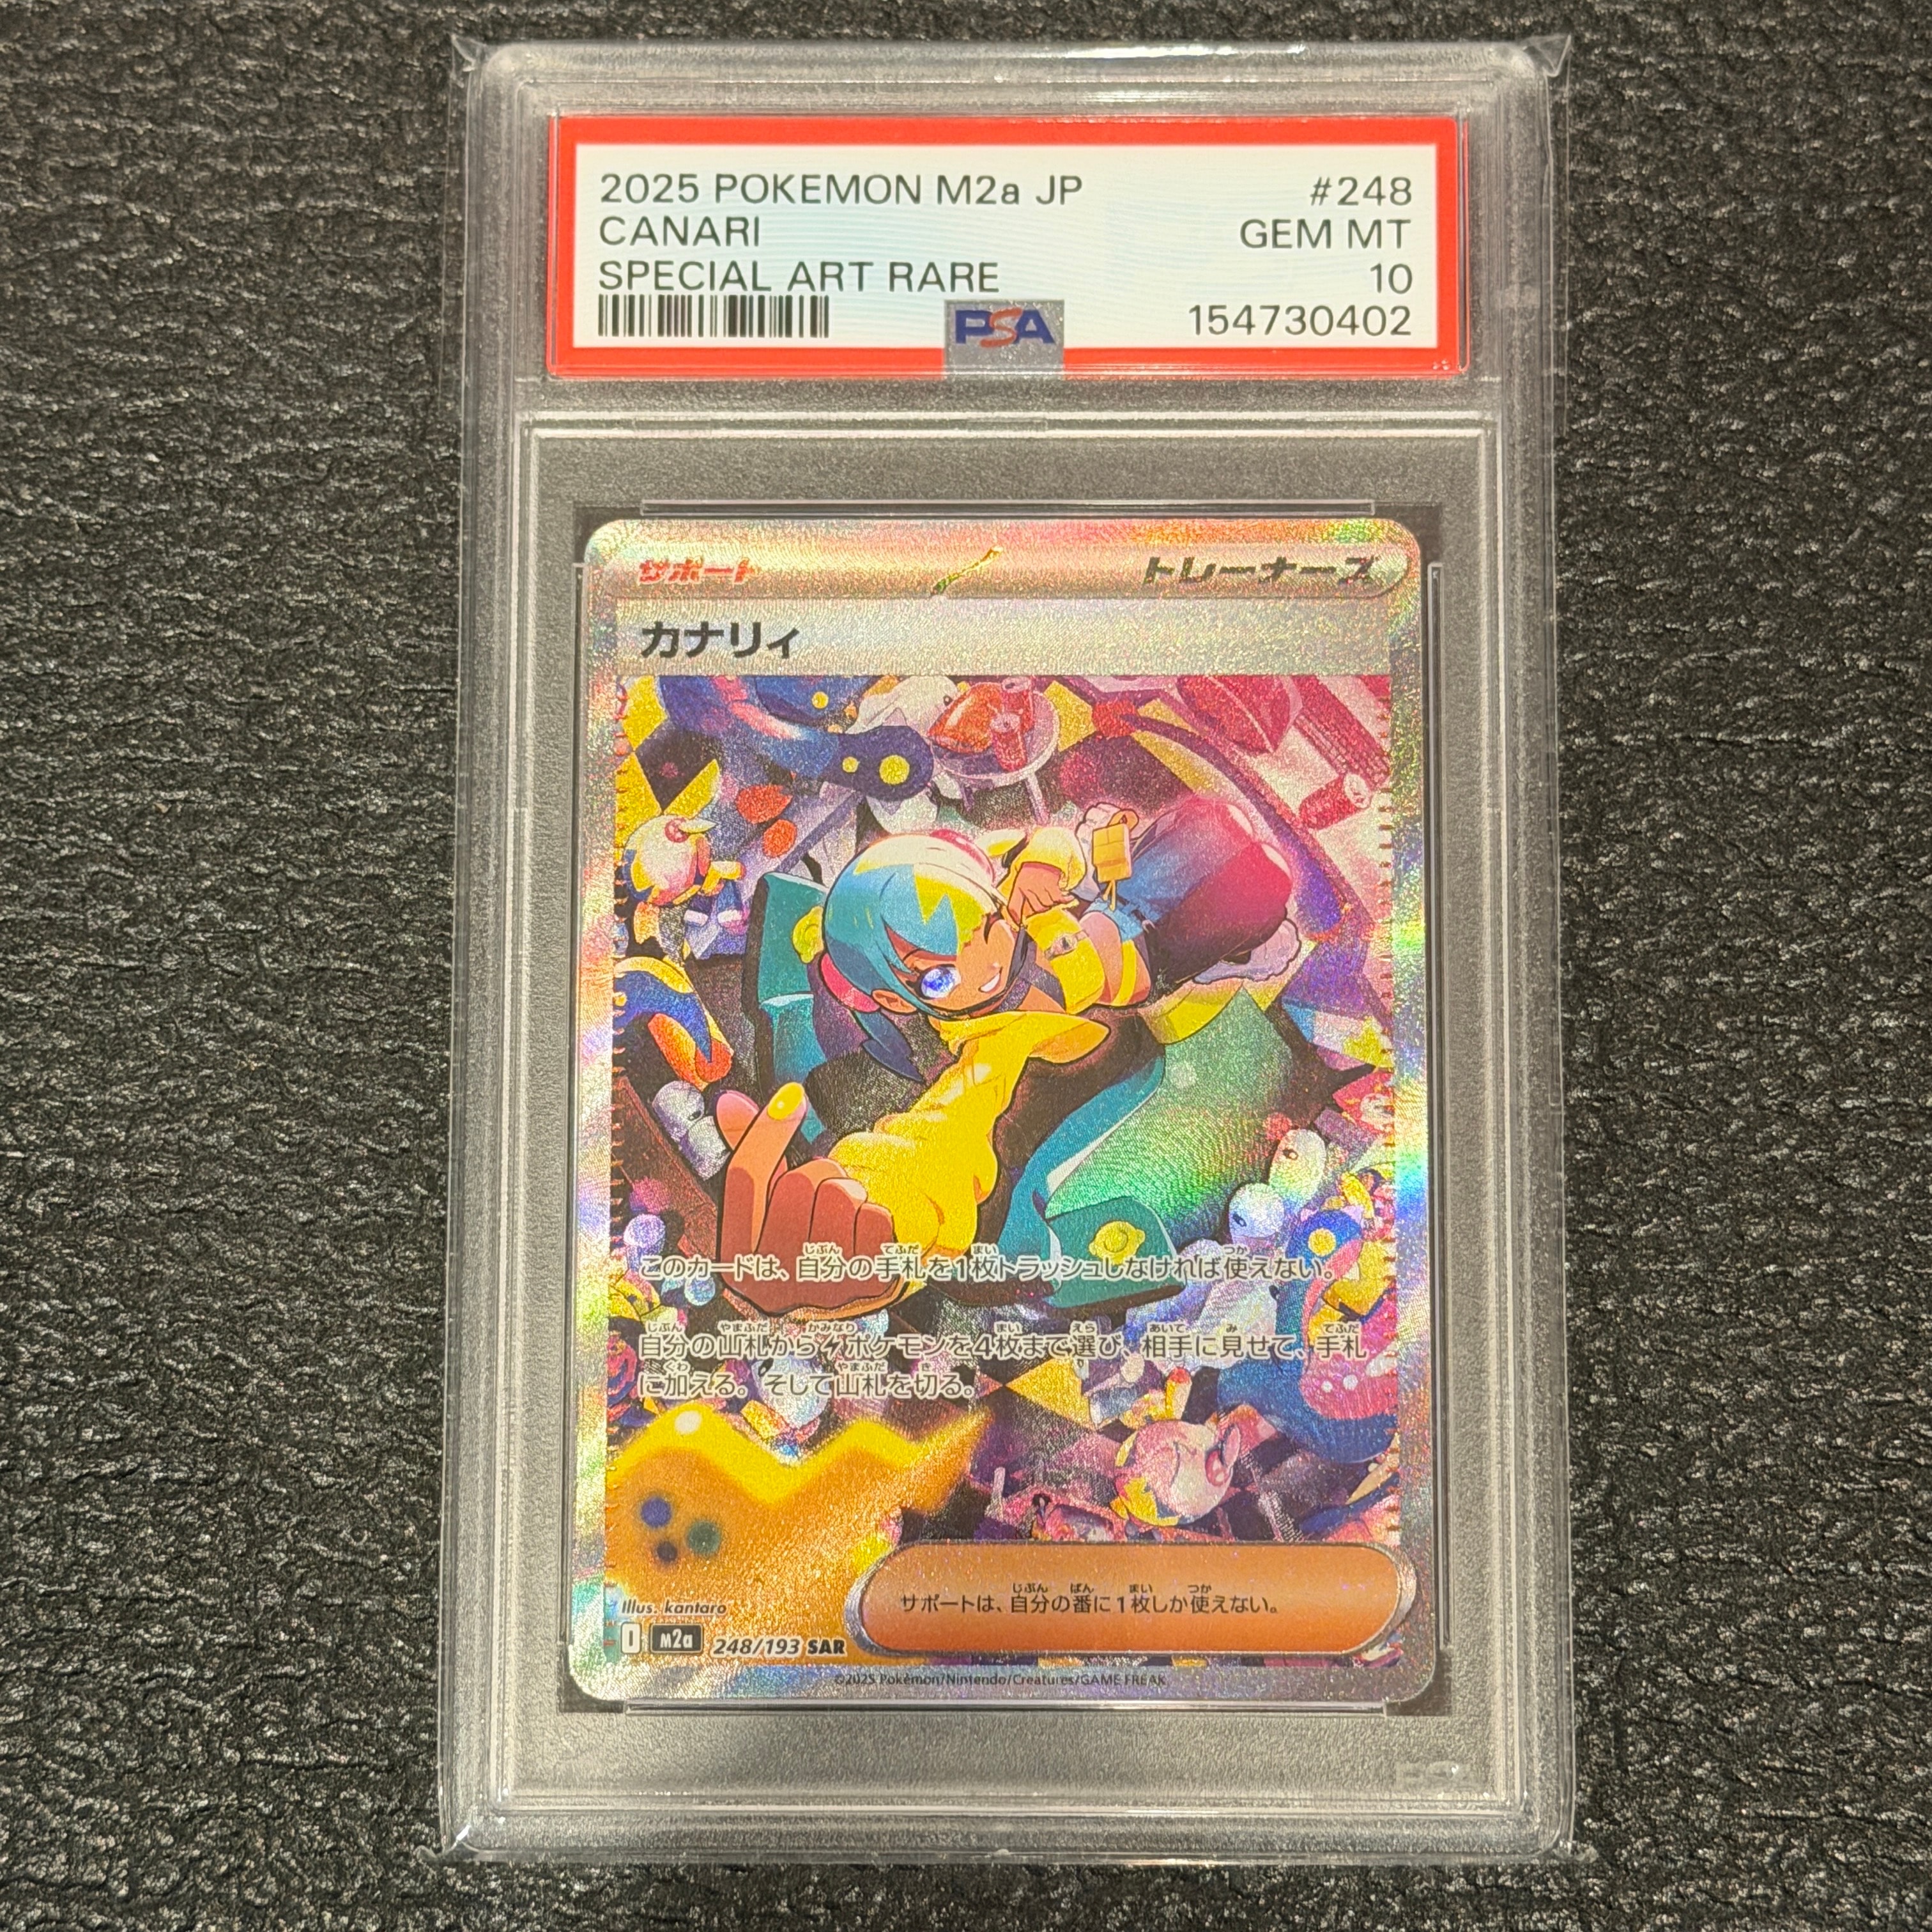 2025 POKEMON M2a JP #248
CANARI GEM MT
SPECIAL ART RARE 10
PSA 154730402
サポート トレーナーズ
カナリィ
このカードは、自分の手札を1枚トラッシュしなければ使えない。
自分の山札からポケモンを4枚まで選び、相手に見せて、手札
に加える。そして山札を切る。
サポートは、自分の番に1枚しか使えない。
Illus. kantaro
I m2a 248/193 SAR
©2025 Pokémon/Nintendo/Creatures/GAME FREAK